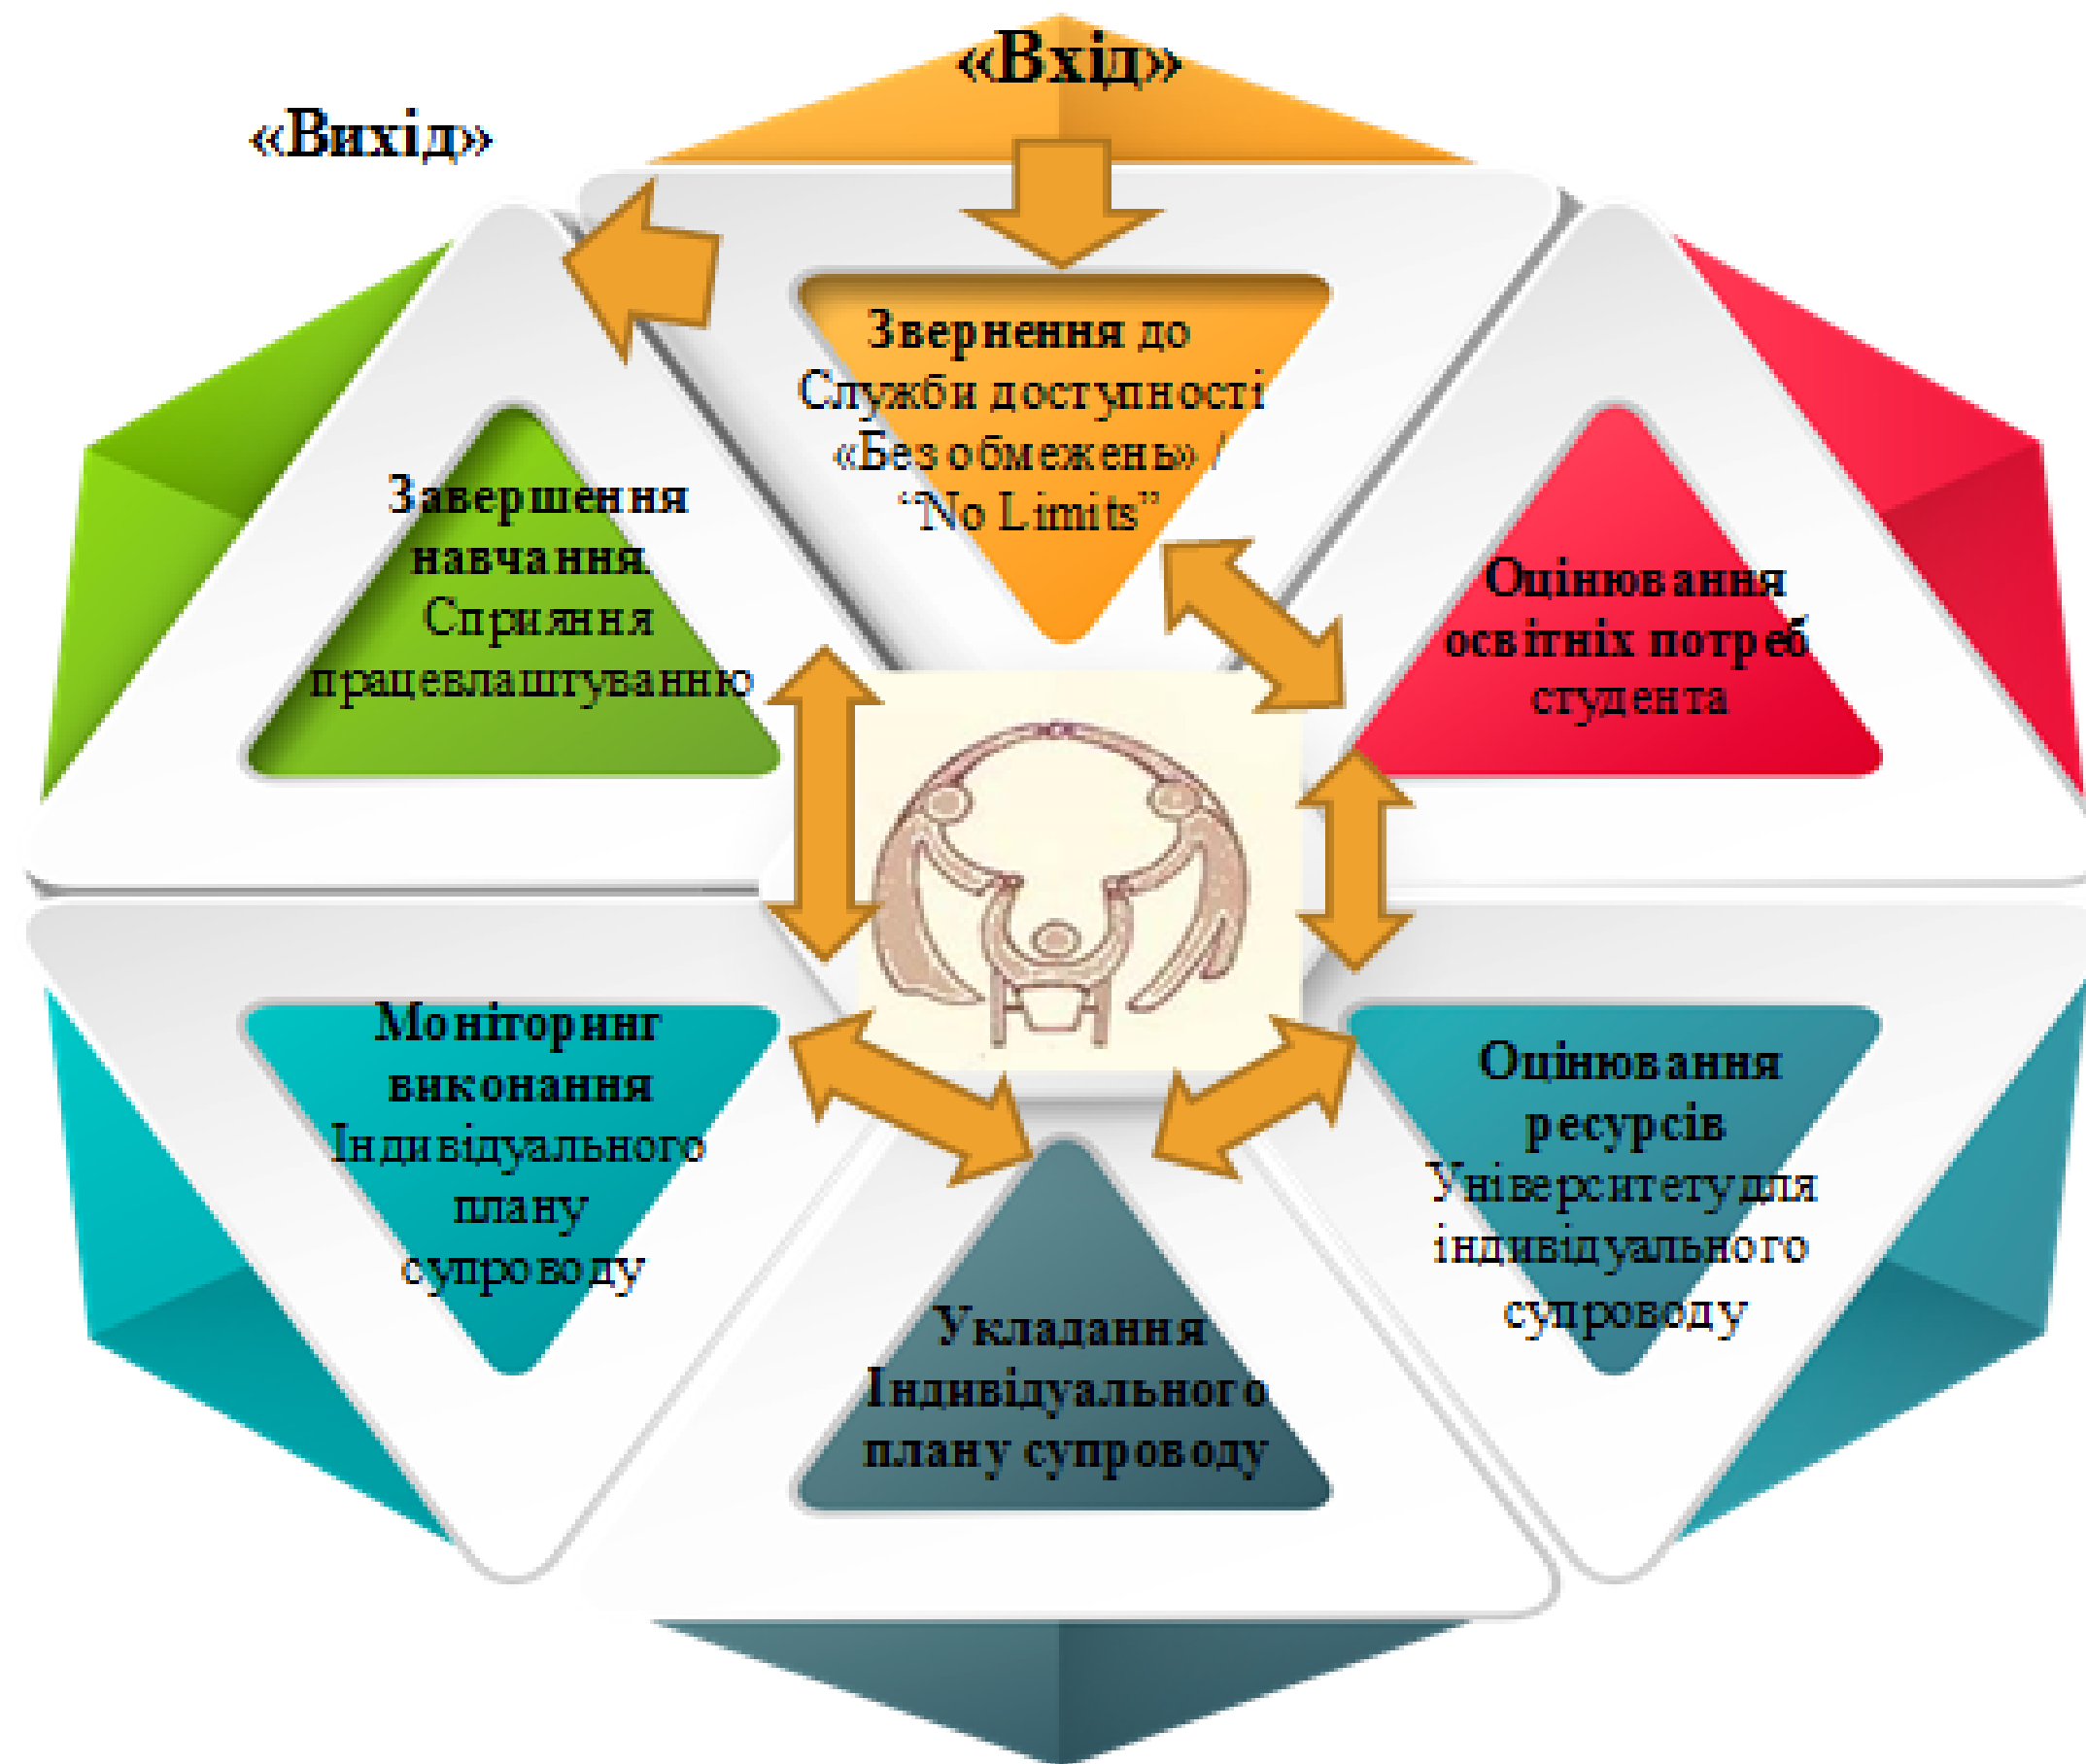 «Вхід»
«Вихід»
Звернення до
Служби доступності
«Без обмежень» /
“No Limits”
Оцінювання
освітніх потреб
студента
Оцінювання
ресурсів
Університету для
індивідуального
супроводу
Укладання
Індивідуального
плану супроводу
Моніторинг
виконання
Індивідуального
плану
супроводу
Завершення
навчання.
Сприяння
працевлаштуванню